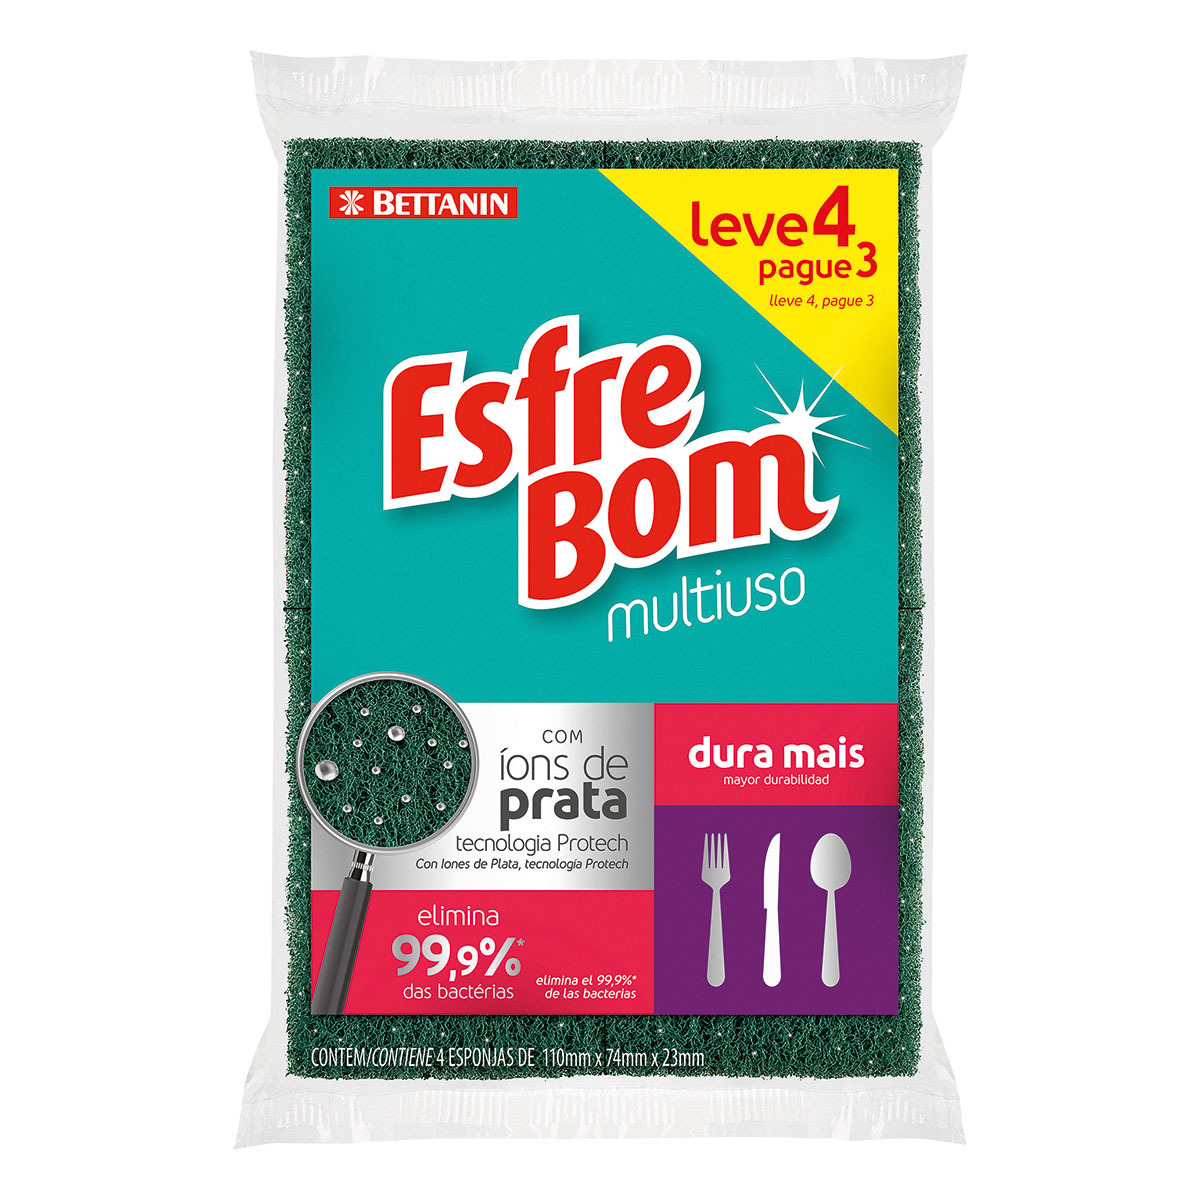 BETTANIN
leve 4
pague 3
lleve 4, pague 3
Esfre
Bom
multiuso
COM
íons de
prata
tecnologia Protech
Con Iones de Plata, tecnología Protech
dura mais
mayor durabilidad
elimina
99,9%*
das bactérias
elimina el 99,9%*
de las bacterias
CONTÉM/CONTIENE 4 ESPONJAS DE 110mm x 74mm x 23mm